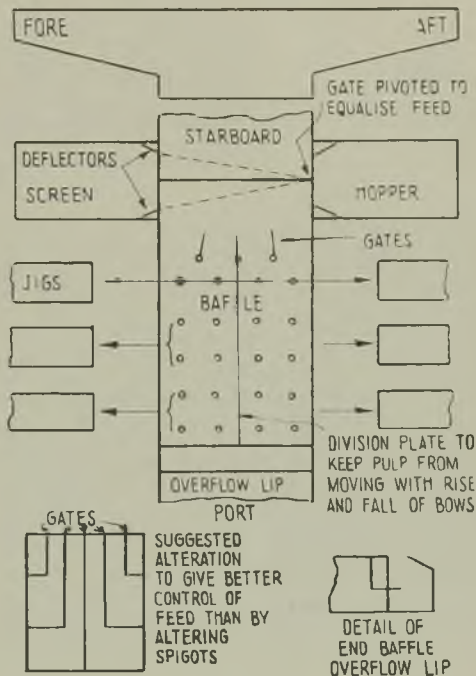 FORE
AFT
GATE PIVOTED TO
EQUALISE FEED
STARBOARD
DEFLECTORS
SCREEN
HOPPER
GATES
JIGS
BAFFLE
DIVISION PLATE TO
KEEP PULP FROM
MOVING WITH RISE
AND FALL OF BOWS
OVERFLOW LIP
PORT
GATES
SUGGESTED
ALTERATION
TO GIVE BETTER
CONTROL OF
FEED THAN BY
ALTERING
SPIGOTS
DETAIL OF
END BAFFLE
OVERFLOW LIP